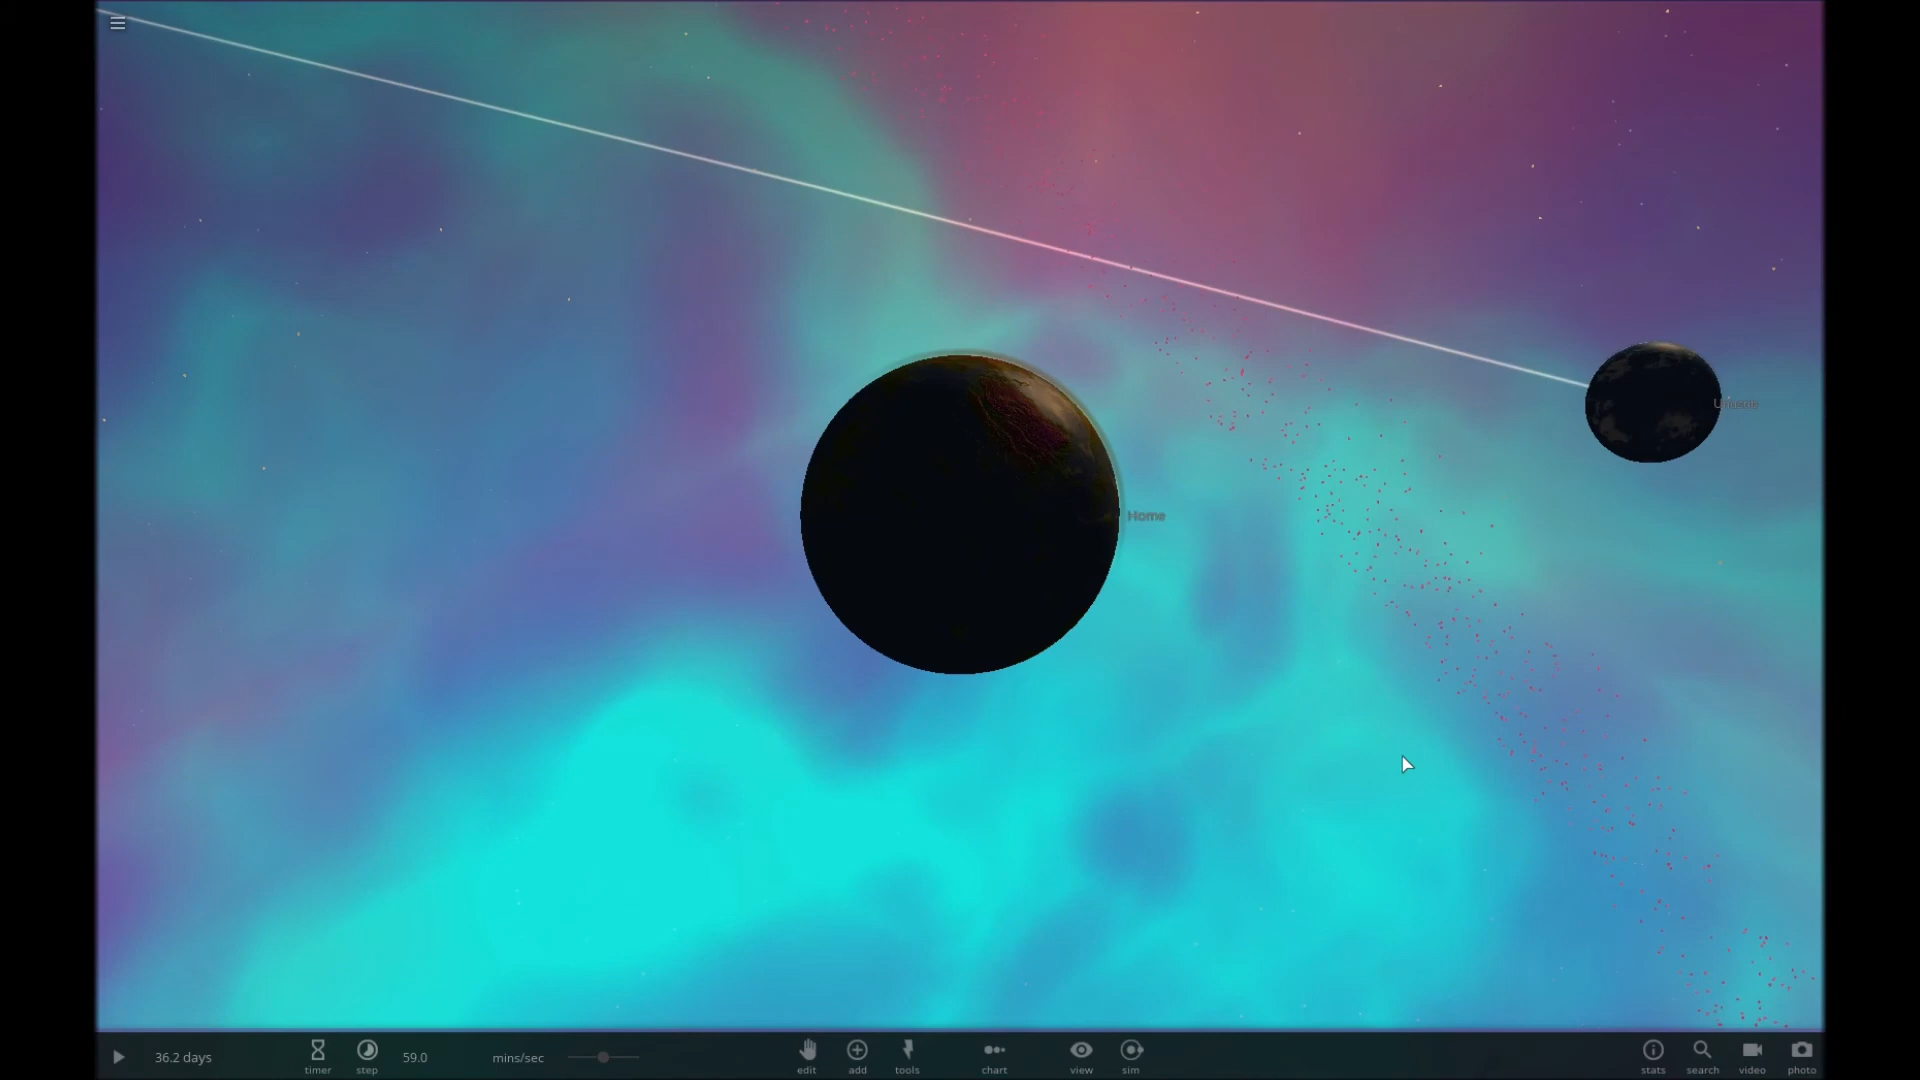 Home
36.2 days
timer
step
59.0
mins/sec
edit
add
tools
chart
view
sim
stats
search
video
photo